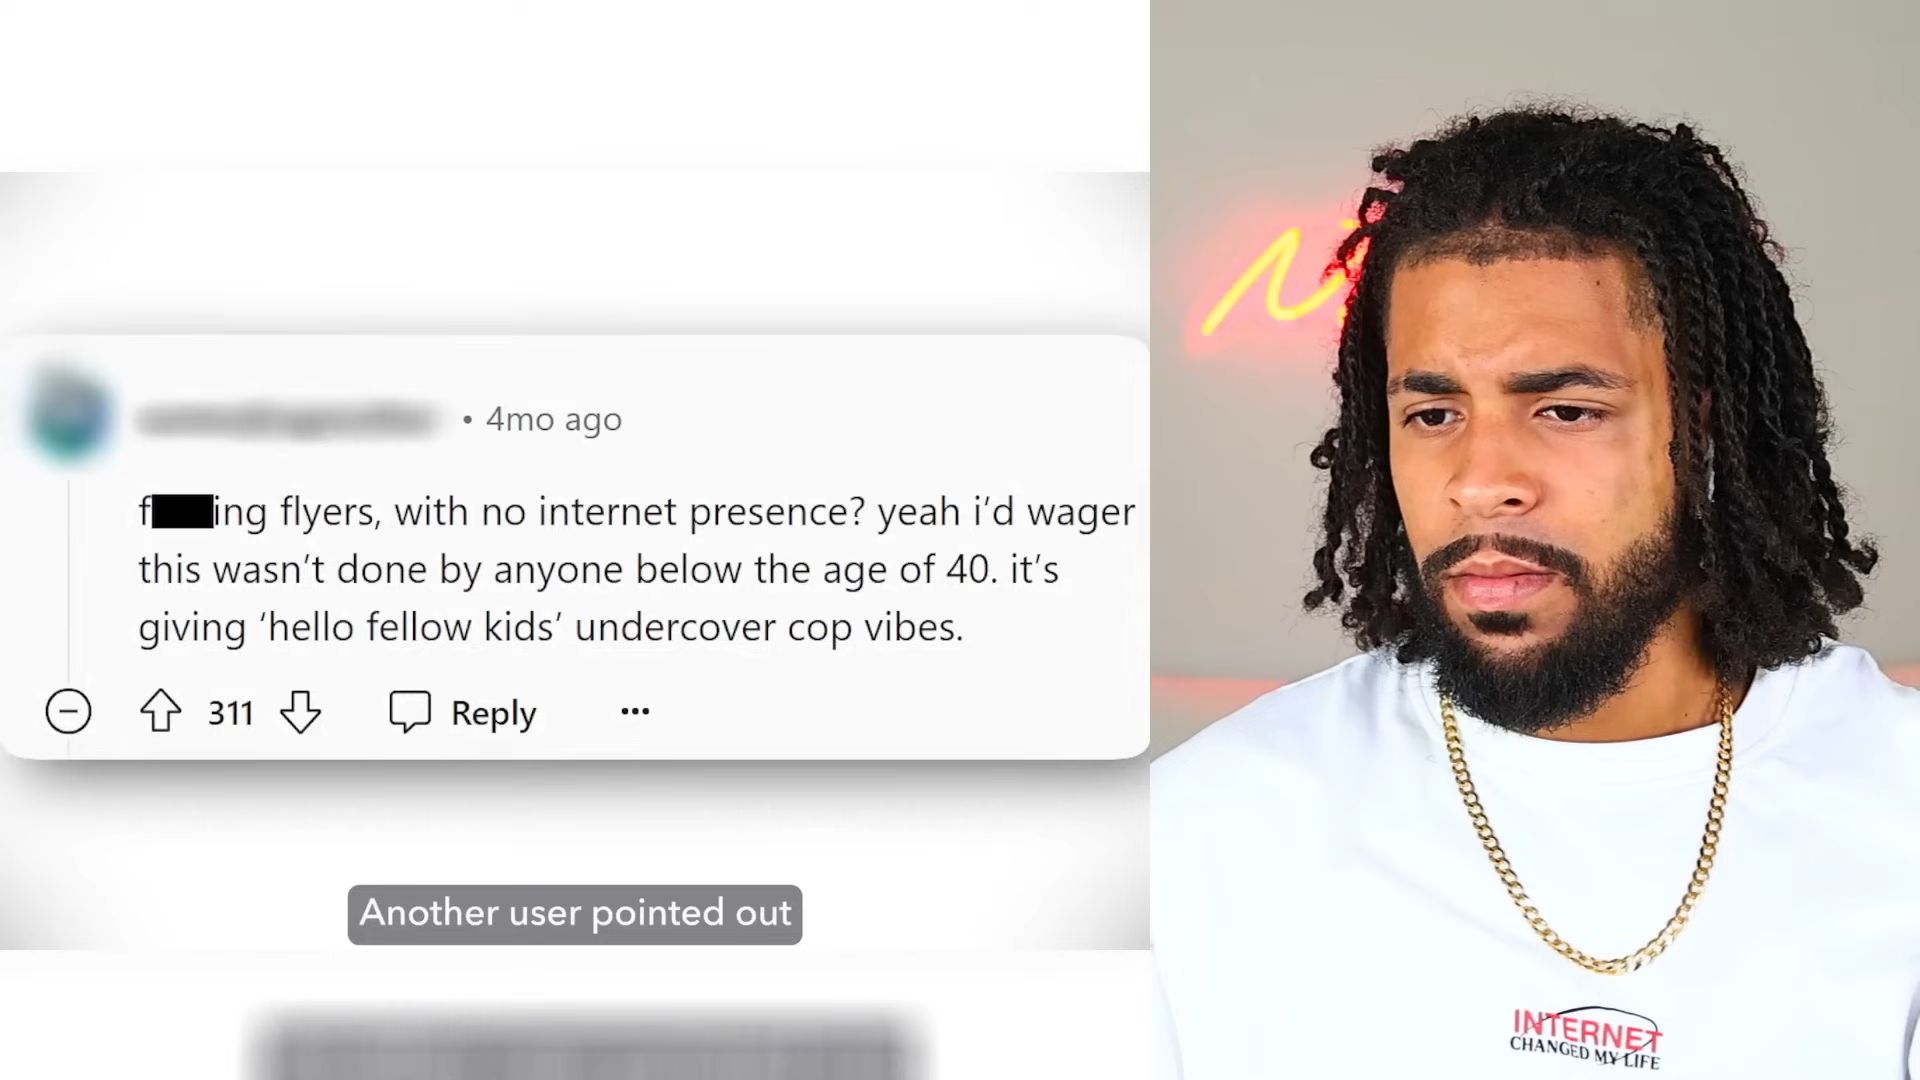 • 4mo ago
f ing flyers, with no internet presence? yeah i’d wager
this wasn’t done by anyone below the age of 40. it’s
giving ‘hello fellow kids’ undercover cop vibes.
311 Reply
Another user pointed out
INTERNET
CHANGED MY LIFE